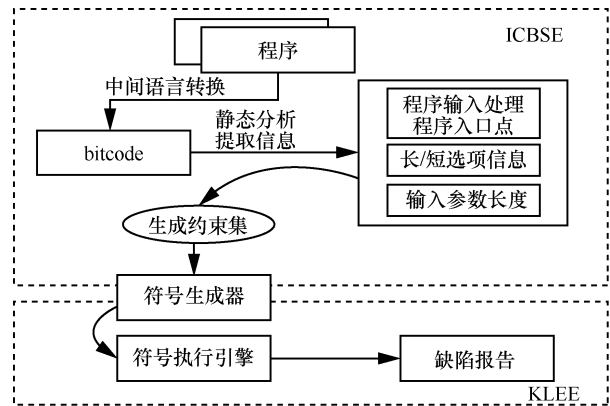 ICBSE
程序
中间语言转换
bitcode
静态分析
提取信息
程序输入处理
程序入口点
长/短选项信息
输入参数长度
生成约束集
符号生成器
符号执行引擎
缺陷报告
KLEE